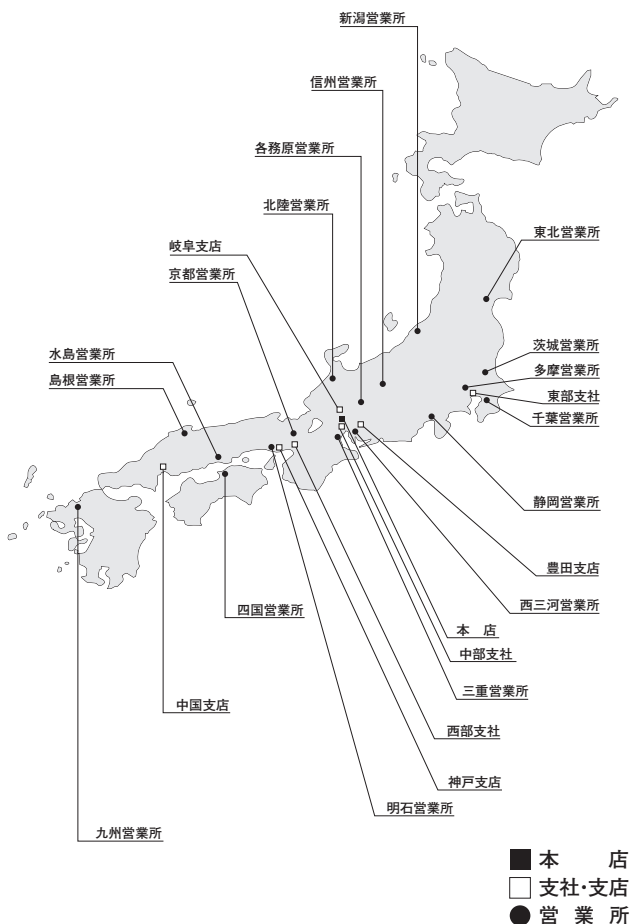 新潟営業所
信州営業所
各務原営業所
北陸営業所
岐阜支店
京都営業所
水島営業所
島根営業所
東北営業所
茨城営業所
多摩営業所
東部支社
千葉営業所
静岡営業所
豊田支店
西三河営業所
本　店
中部支社
三重営業所
西部支社
神戸支店
明石営業所
四国営業所
中国支店
九州営業所
本　店
支社・支店
営 業 所